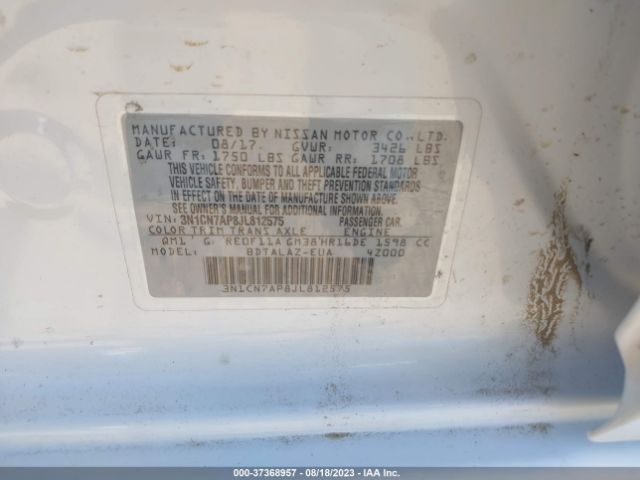 MANUFACTURED BY NISSAN MOTOR CO.,LTD.
DATE: 08/17. GVWR: 3426 LBS
GAWR FR: 1750 LBS GAWR RR: 1708 LBS
THIS VEHICLE CONFORMS TO ALL APPLICABLE FEDERAL MOTOR
VEHICLE SAFETY, BUMPER AND THEFT PREVENTION STANDARDS
IN EFFECT ON THE DATE OF MANUFACTURE SHOWN ABOVE.
SEE OWNER'S MANUAL FOR ADDITIONAL INFORMATION
VIN: 3N1CN7AP8JL812575 PASSENGER CAR.
COLOR TRIM TRANS AXLE ENGINE
QM1 G RE0F11A GM38 HR16DE 1598 CC
MODEL: BDTALAZ-EUA 4Z000
3N1CN7AP8JL812575
000-37368957 - 08/18/2023 - IAA Inc.